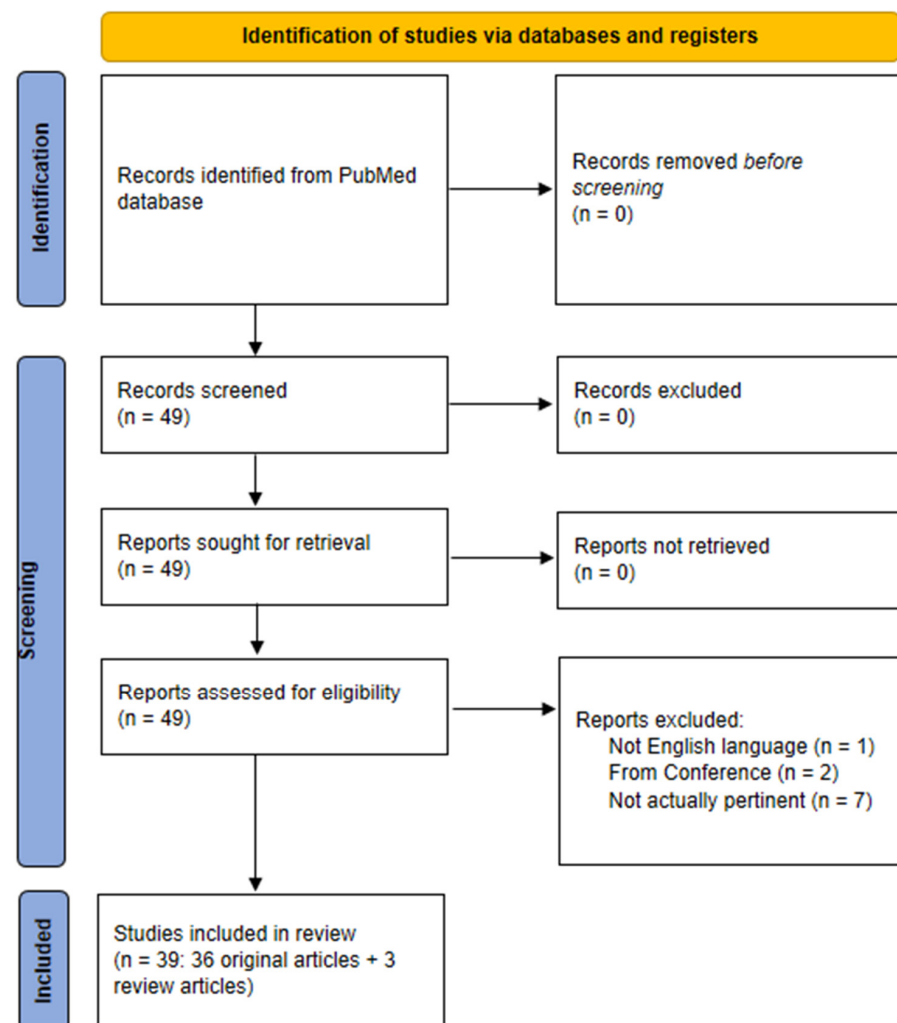 Identification of studies via databases and registers
Identification
Records identified from PubMed
database
Records removed before
screening
(n = 0)
Screening
Records screened
(n = 49)
Records excluded
(n = 0)
Reports sought for retrieval
(n = 49)
Reports not retrieved
(n = 0)
Reports assessed for eligibility
(n = 49)
Reports excluded:
Not English language (n = 1)
From Conference (n = 2)
Not actually pertinent (n = 7)
Included
Studies included in review
(n = 39: 36 original articles + 3
review articles)